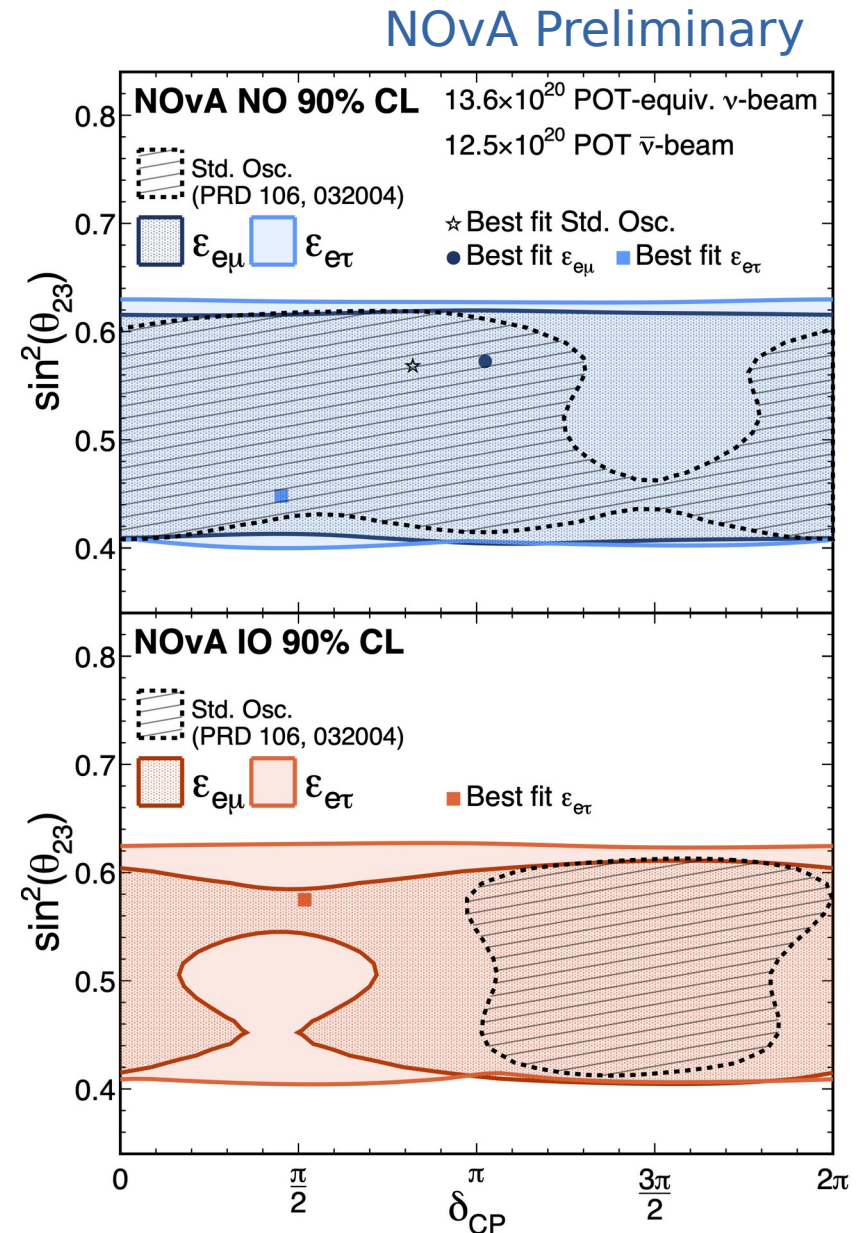 NOvA Preliminary
NOvA NO 90% CL
13.6×10²⁰ POT-equiv. ν-beam
12.5×10²⁰ POT ν̅-beam
Std. Osc.
(PRD 106, 032004)
εeμ
εeτ
☆ Best fit Std. Osc.
● Best fit εeμ ■ Best fit εeτ
0.8
0.7
0.6
0.5
0.4
sin²(θ₂₃)
NOvA IO 90% CL
Std. Osc.
(PRD 106, 032004)
εeμ
εeτ
■ Best fit εeτ
0.8
0.7
0.6
0.5
0.4
sin²(θ₂₃)
0 π/2 π 3π/2 2π
δCP